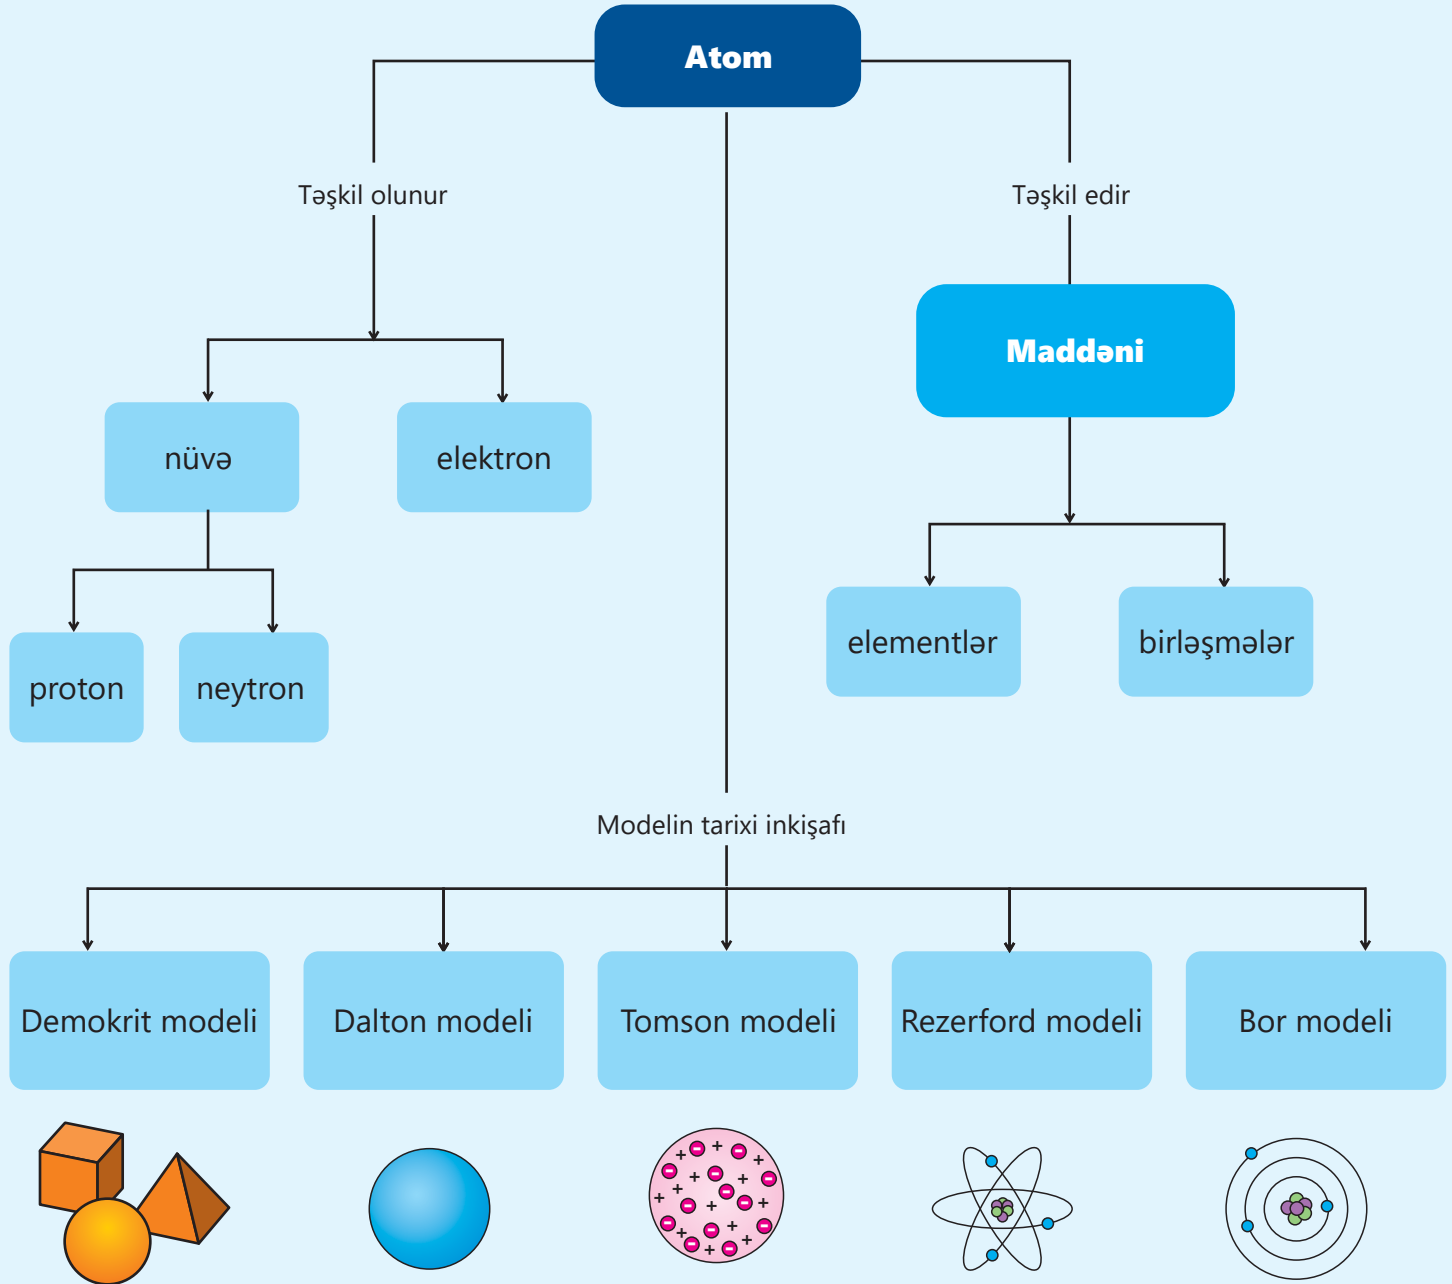 Atom
Təşkil olunur
Təşkil edir
Maddəni
nüvə
elektron
elementlər
birləşmələr
proton
neytron
Modelin tarixi inkişafı
Demokrit modeli
Dalton modeli
Tomson modeli
Rezerford modeli
Bor modeli